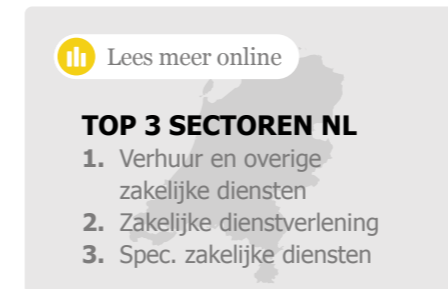 Lees meer online
TOP 3 SECTOREN NL
1. Verhuur en overige
zakelijke diensten
2. Zakelijke dienstverlening
3. Spec. zakelijke diensten